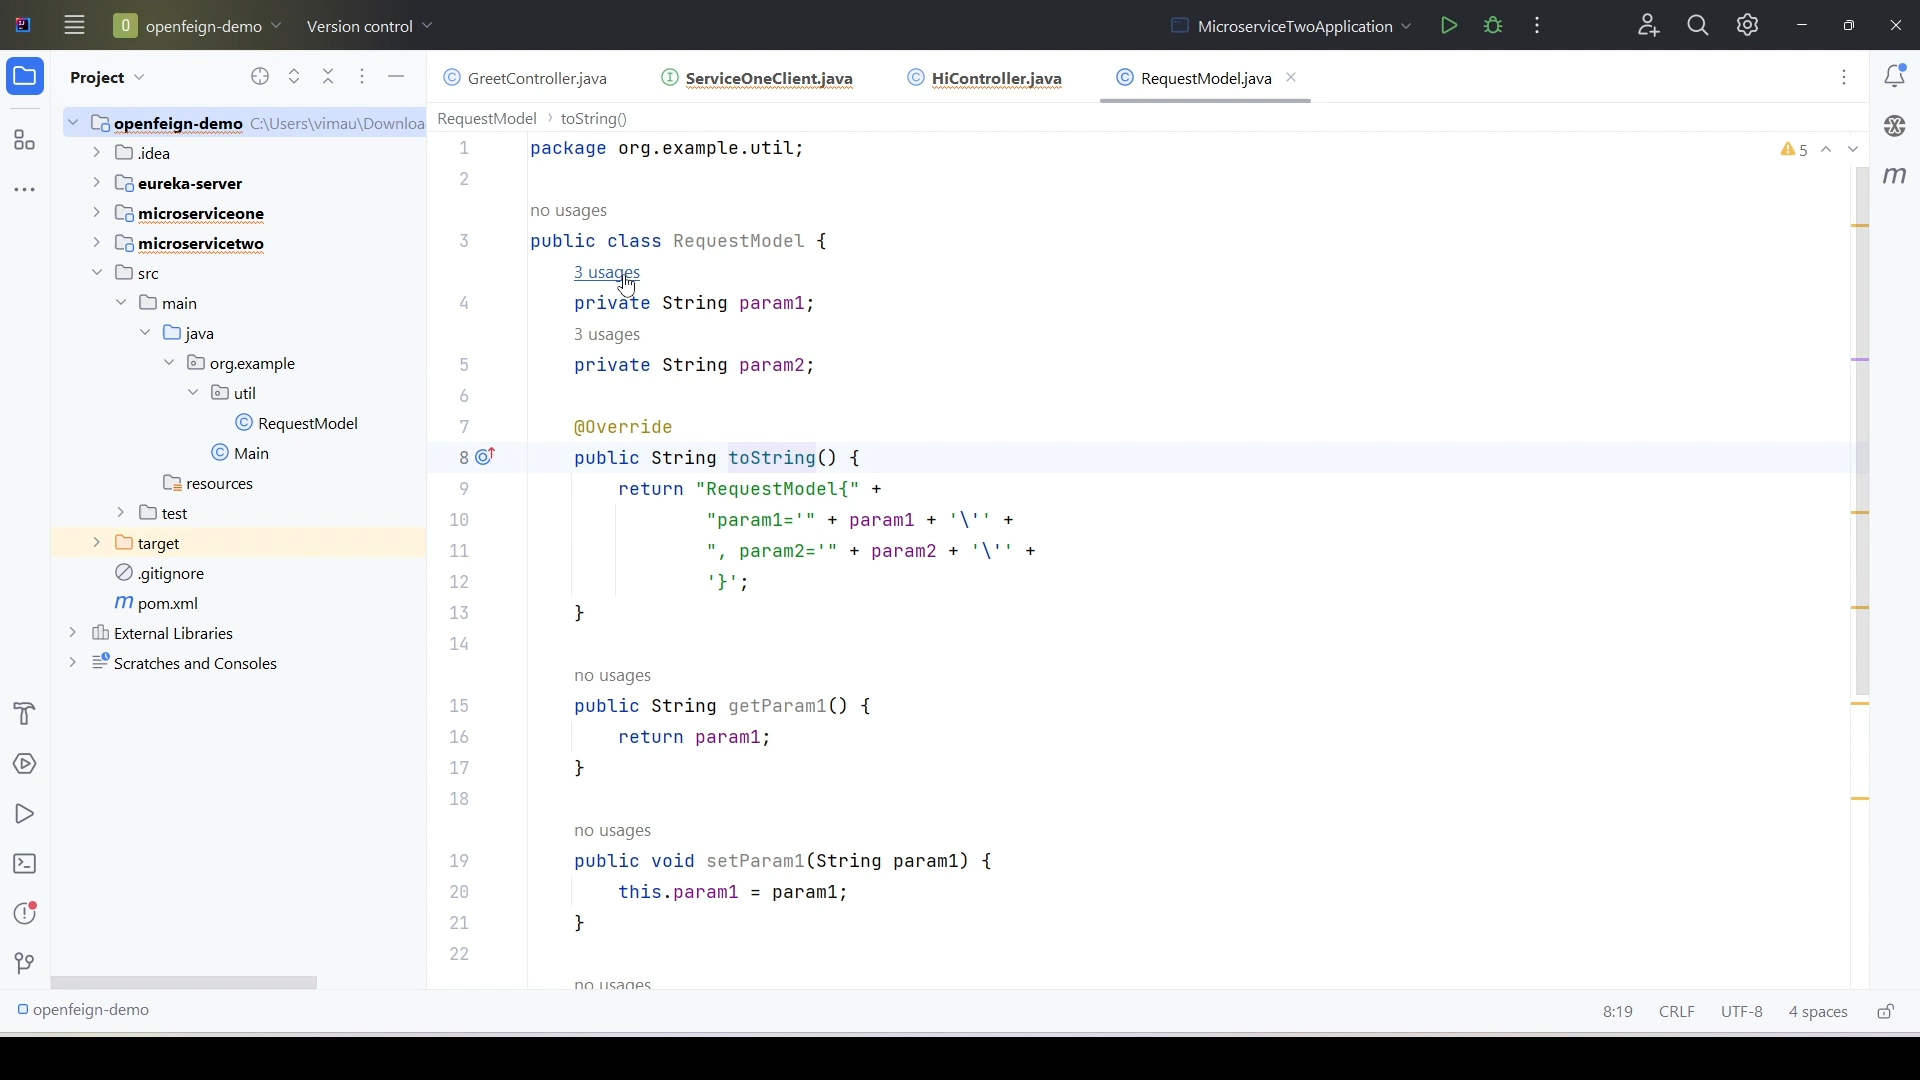 openfeign-demo
Version control
MicroserviceTwoApplication
Project
GreetController.java
ServiceOneClient.java
HiController.java
RequestModel.java
openfeign-demo C:\Users\vimau\Downloa
.idea
eureka-server
microserviceone
microservicetwo
src
main
java
org.example
util
RequestModel
Main
resources
test
target
.gitignore
pom.xml
External Libraries
Scratches and Consoles
RequestModel > toString()
5
1 package org.example.util;
2
no usages
3 public class RequestModel {
3 usages
4 private String param1;
3 usages
5 private String param2;
6
7 @Override
8 public String toString() {
9 return "RequestModel{" +
10 "param1='" + param1 + '\'' +
11 ", param2='" + param2 + '\'' +
12 '}';
13 }
14
no usages
15 public String getParam1() {
16 return param1;
17 }
18
no usages
19 public void setParam1(String param1) {
20 this.param1 = param1;
21 }
22
no usages
openfeign-demo
8:19 CRLF UTF-8 4 spaces